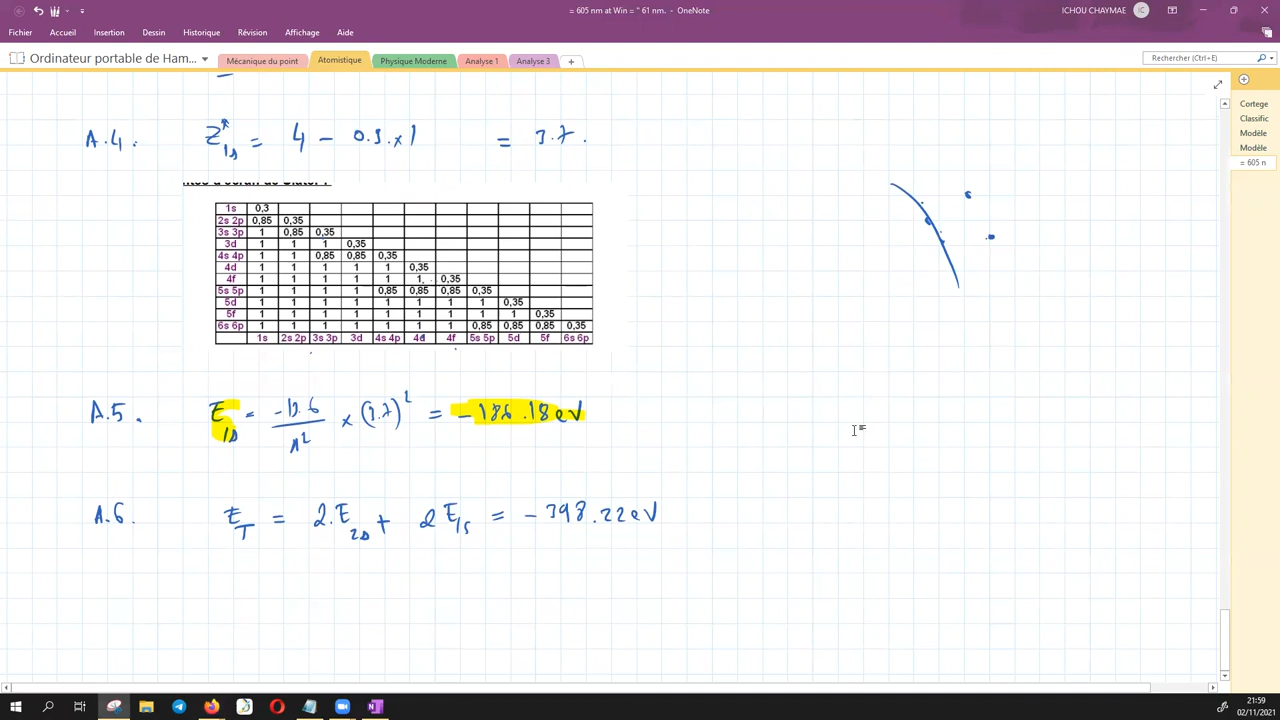 = 605 nm at Win = " 61 nm. - OneNote
ICHOU CHAYMAE IC
Fichier Accueil Insertion Dessin Historique Révision Affichage Aide
Ordinateur portable de Ham...
Mécanique du point Atomistique Physique Moderne Analyse 1 Analyse 3 +
Rechercher (Ctrl+E)
Cortege
Classific
Modèle
Modèle
= 605 n
A.4. Z*1s = 4 - 0.3 x 1 = 3.7.
1s 0,3
2s 2p 0,85 0,35
3s 3p 1 0,85 0,35
3d 1 1 1 0,35
4s 4p 1 1 0,85 0,85 0,35
4d 1 1 1 1 1 0,35
4f 1 1 1 1 1 1 0,35
5s 5p 1 1 1 1 0,85 0,85 0,85 0,35
5d 1 1 1 1 1 1 1 1 0,35
5f 1 1 1 1 1 1 1 1 1 0,35
6s 6p 1 1 1 1 1 1 1 0,85 0,85 0,85 0,35
1s 2s 2p 3s 3p 3d 4s 4p 4d 4f 5s 5p 5d 5f 6s 6p
A.5. E1s = -13.6/1² x (3.7)² = -186.18 eV
A.6. ET = 2.E2s + 2 E1s = -398.22 eV
21:59
02/11/2021